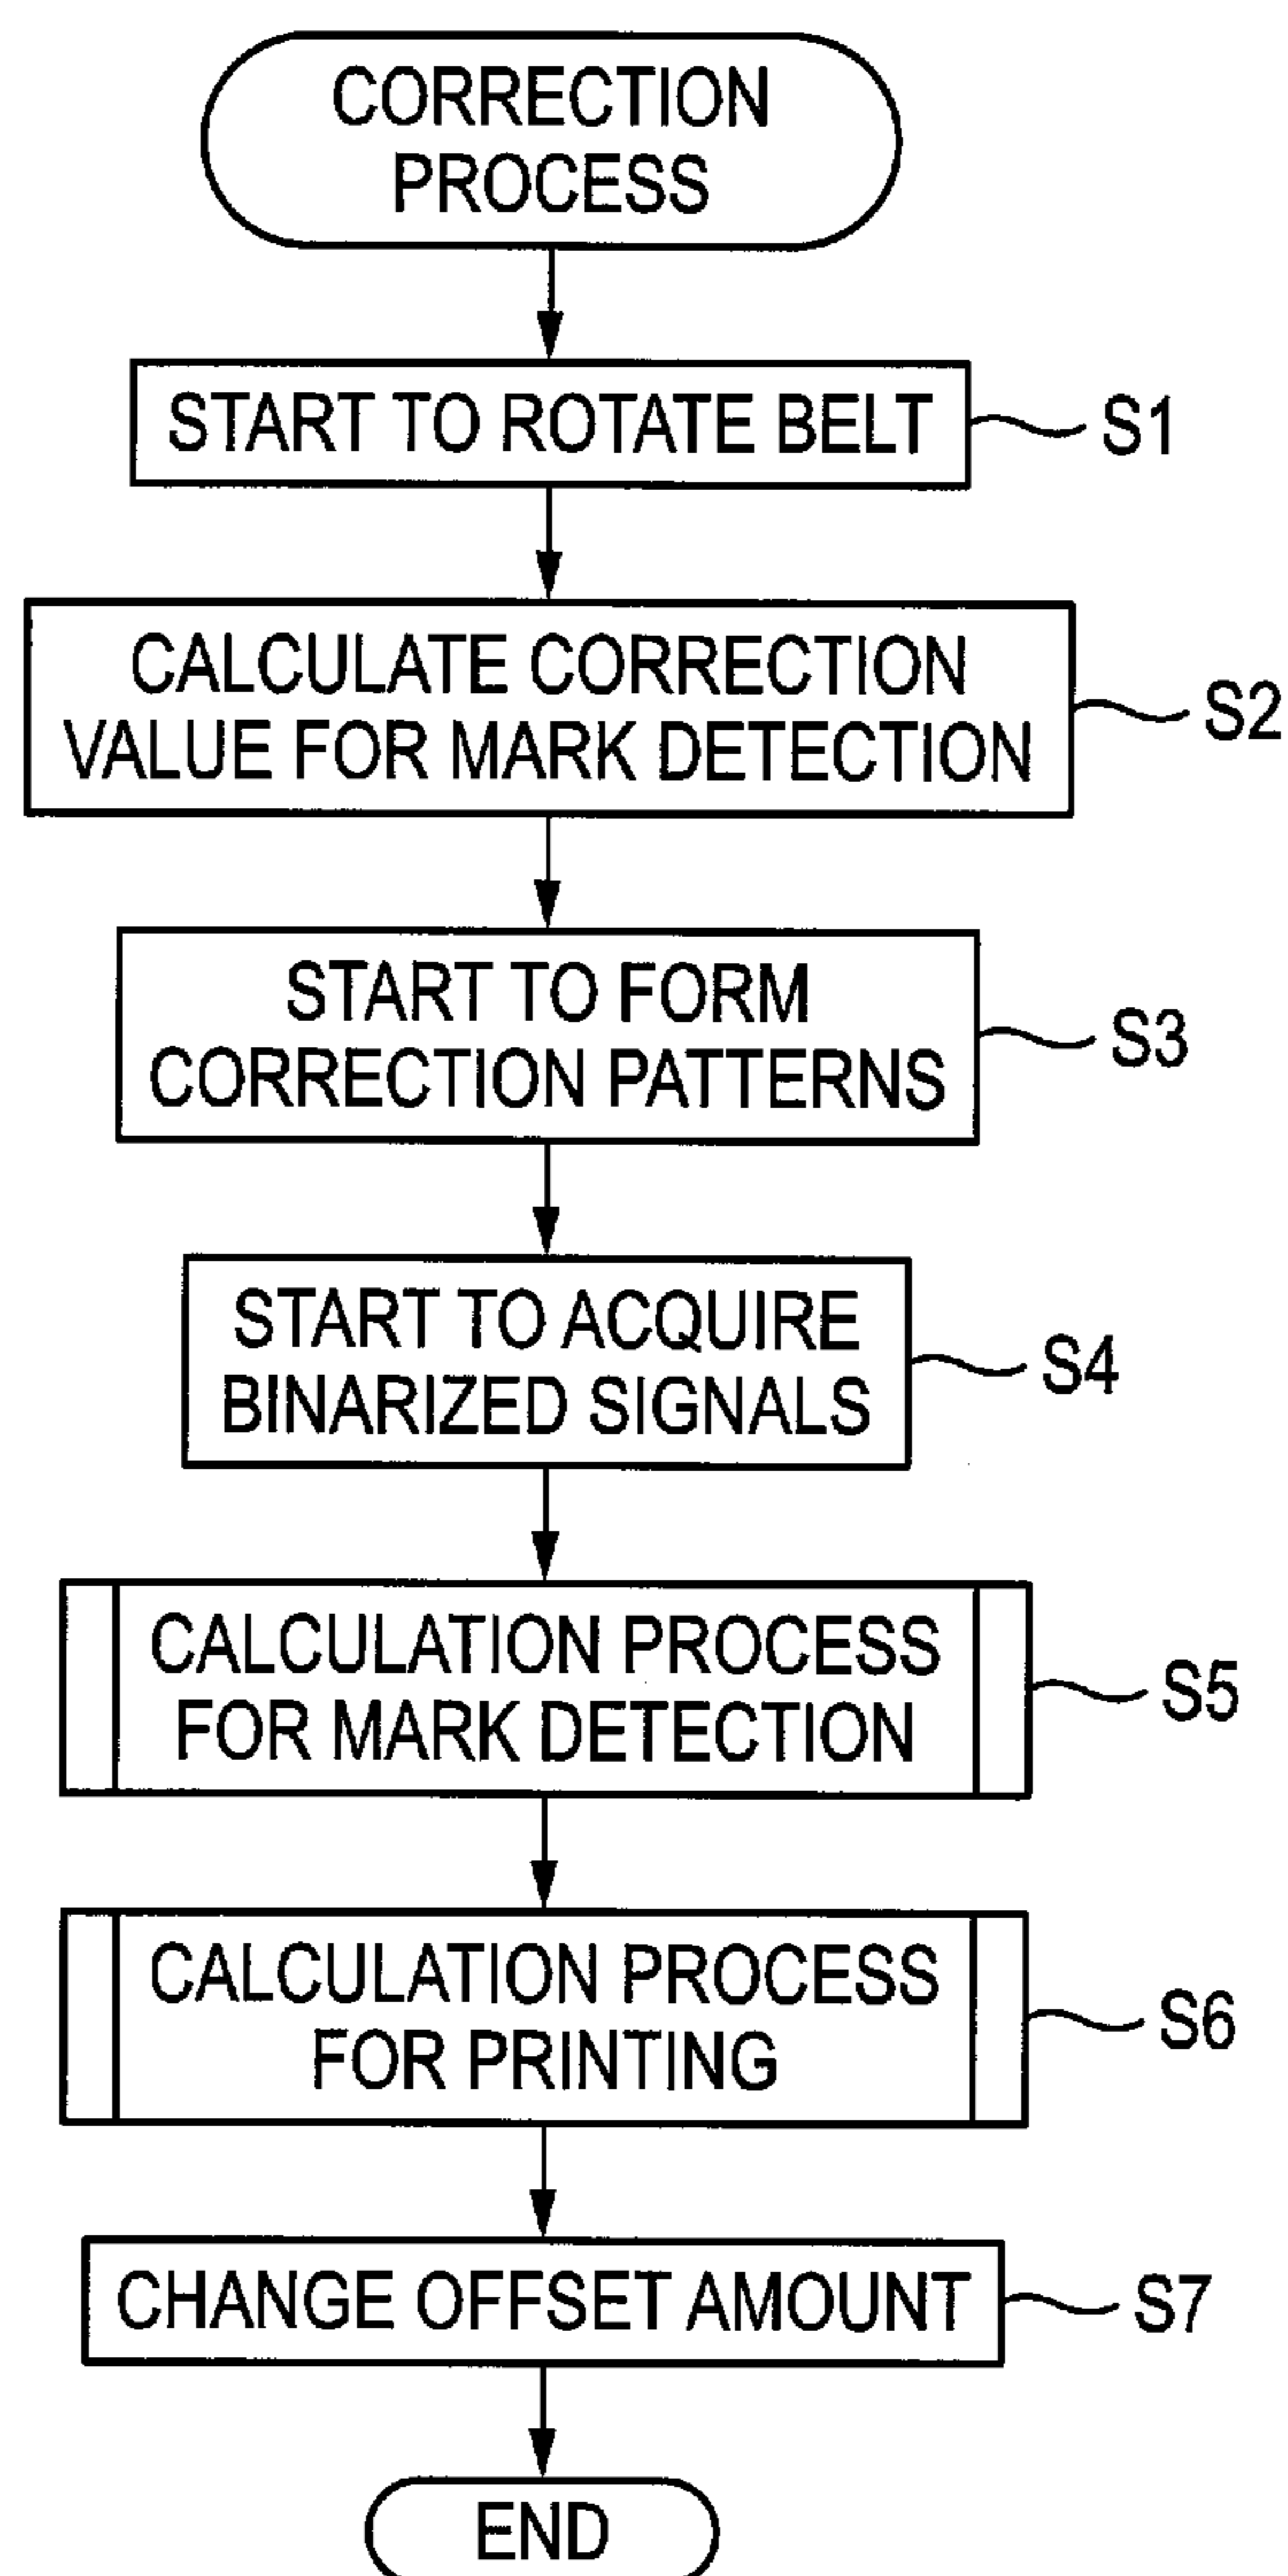 CORRECTION
PROCESS
START TO ROTATE BELT
S1
CALCULATE CORRECTION
VALUE FOR MARK DETECTION
S2
START TO FORM
CORRECTION PATTERNS
S3
START TO ACQUIRE
BINARIZED SIGNALS
S4
CALCULATION PROCESS
FOR MARK DETECTION
S5
CALCULATION PROCESS
FOR PRINTING
S6
CHANGE OFFSET AMOUNT
S7
END